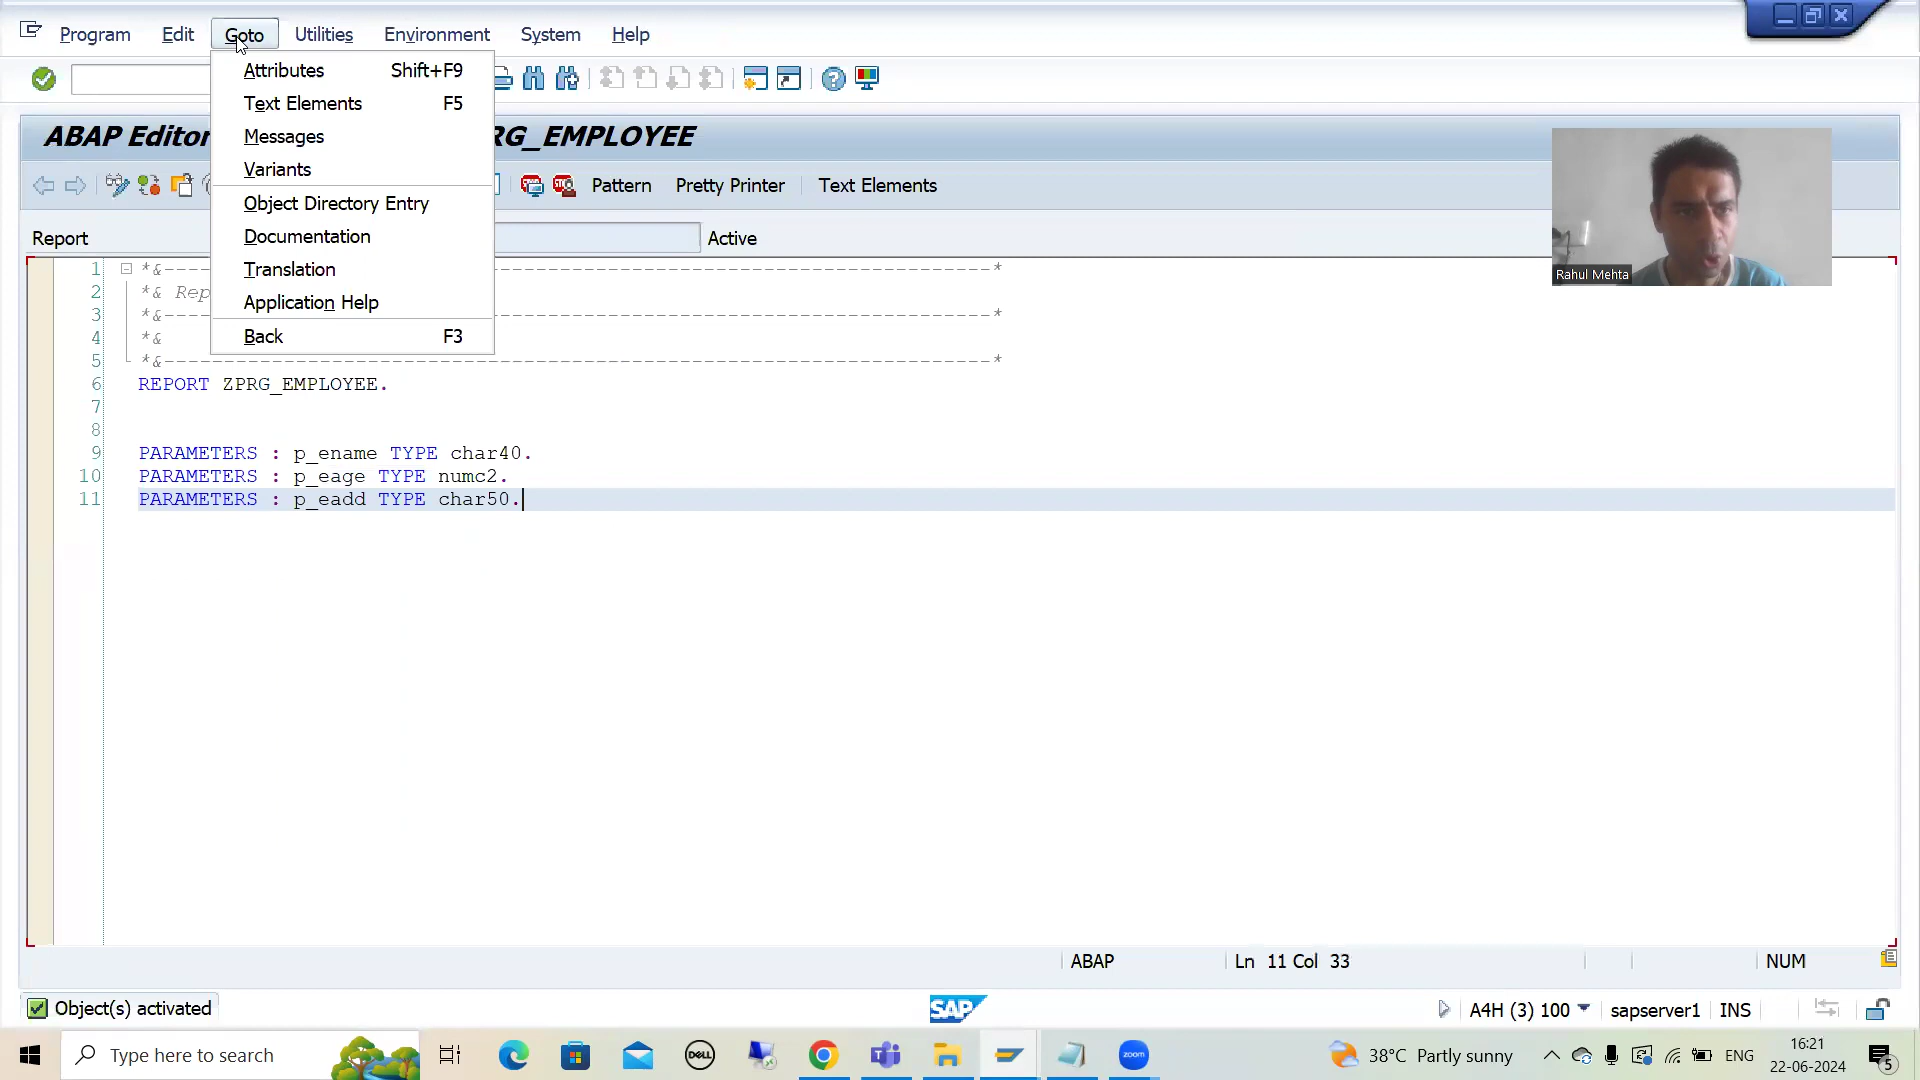 Program Edit Goto Utilities Environment System Help
Attributes Shift+F9
Text Elements F5
Messages
Variants
Object Directory Entry
Documentation
Translation
Application Help
Back F3
ABAP Editor RG_EMPLOYEE
Pattern Pretty Printer Text Elements
Report Active
Rahul Mehta
1 *&---------------------------------------------------------------------*
2 *& Rep
3 *&---------------------------------------------------------------------*
4 *&
5 *&---------------------------------------------------------------------*
6 REPORT ZPRG_EMPLOYEE.
7
8
9 PARAMETERS : p_ename TYPE char40.
10 PARAMETERS : p_eage TYPE numc2.
11 PARAMETERS : p_eadd TYPE char50.
ABAP Ln 11 Col 33 NUM
Object(s) activated SAP A4H (3) 100 sapserver1 INS
Type here to search DELL zoom 38°C Partly sunny ENG 16:21
22-06-2024 5